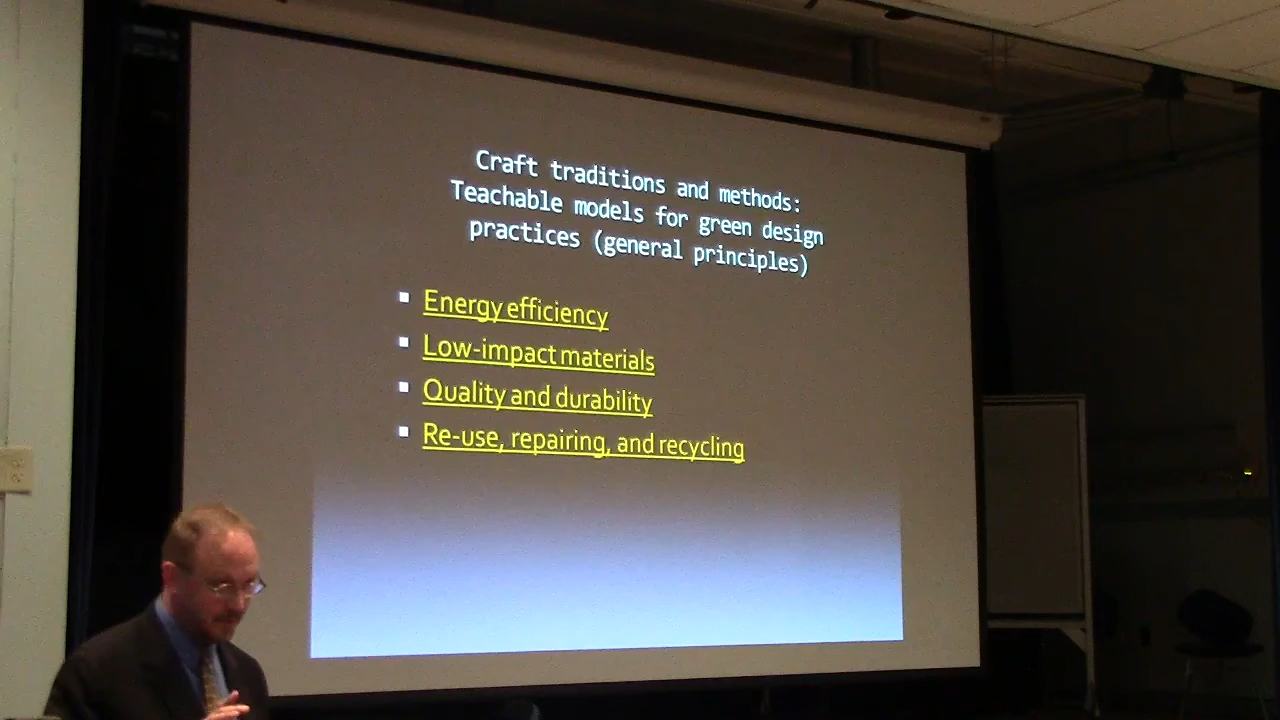 Craft traditions and methods:
Teachable models for green design
practices (general principles)
Energy efficiency
Low-impact materials
Quality and durability
Re-use, repairing, and recycling